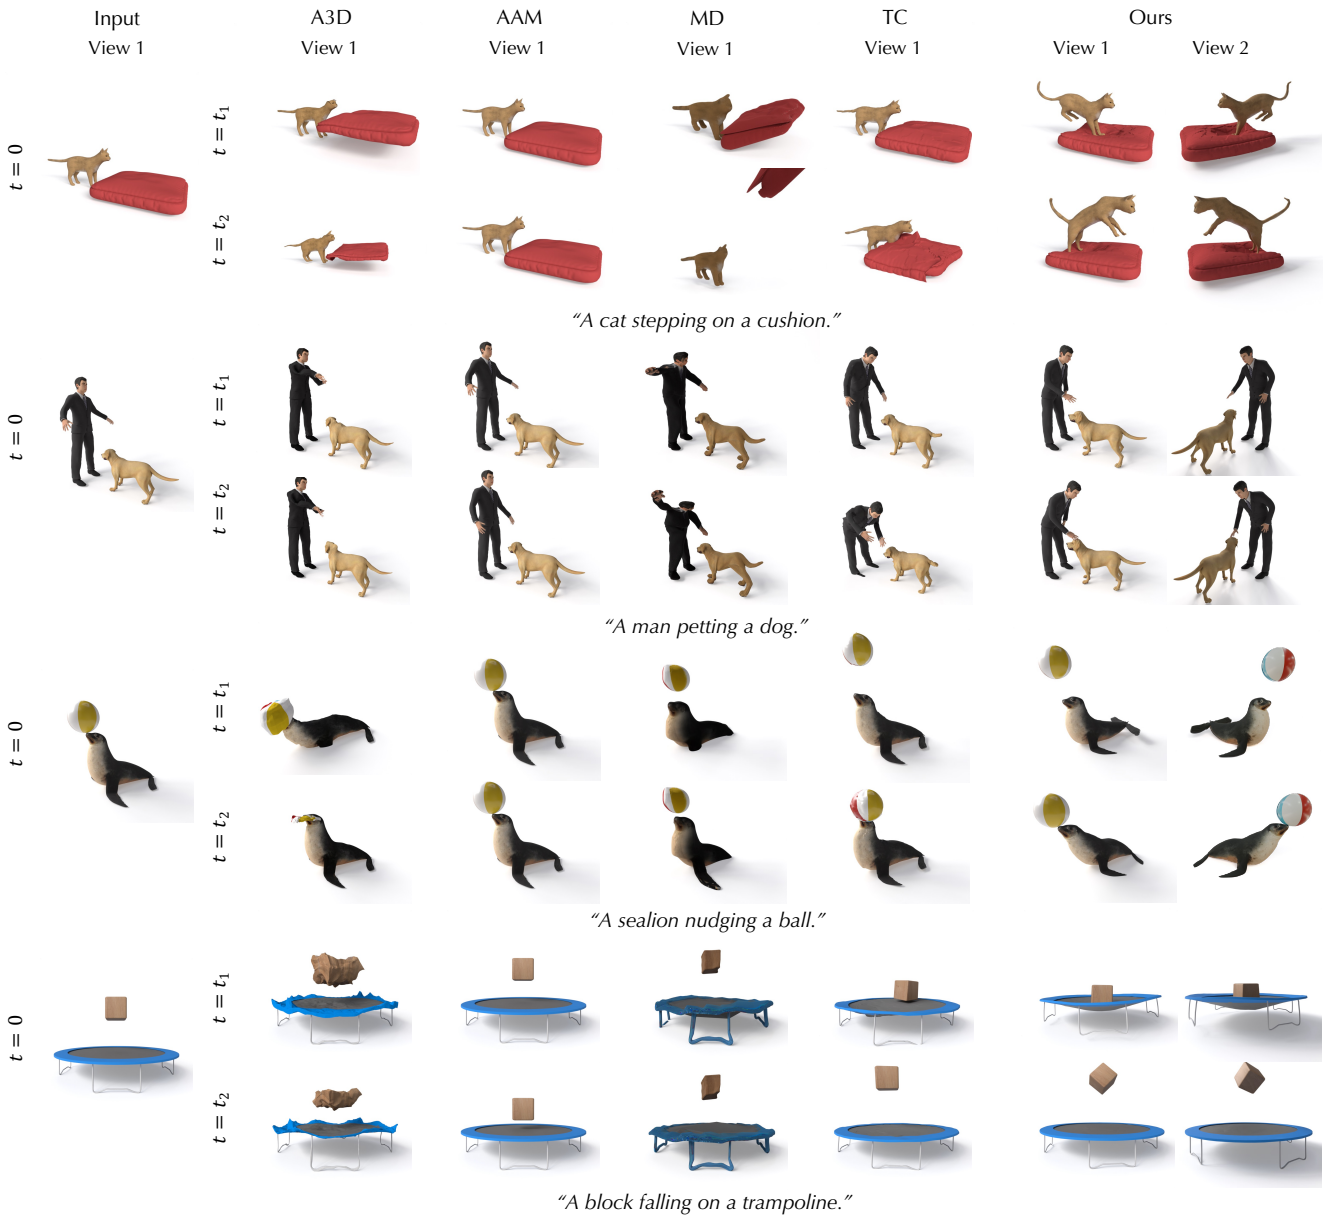 Input A3D AAM MD TC Ours
View 1 View 1 View 1 View 1 View 1 View 1 View 2
t = 0
t = t₁
t = t₂
“A cat stepping on a cushion.”
t = 0
t = t₁
t = t₂
“A man petting a dog.”
t = 0
t = t₁
t = t₂
“A sealion nudging a ball.”
t = 0
t = t₁
t = t₂
“A block falling on a trampoline.”